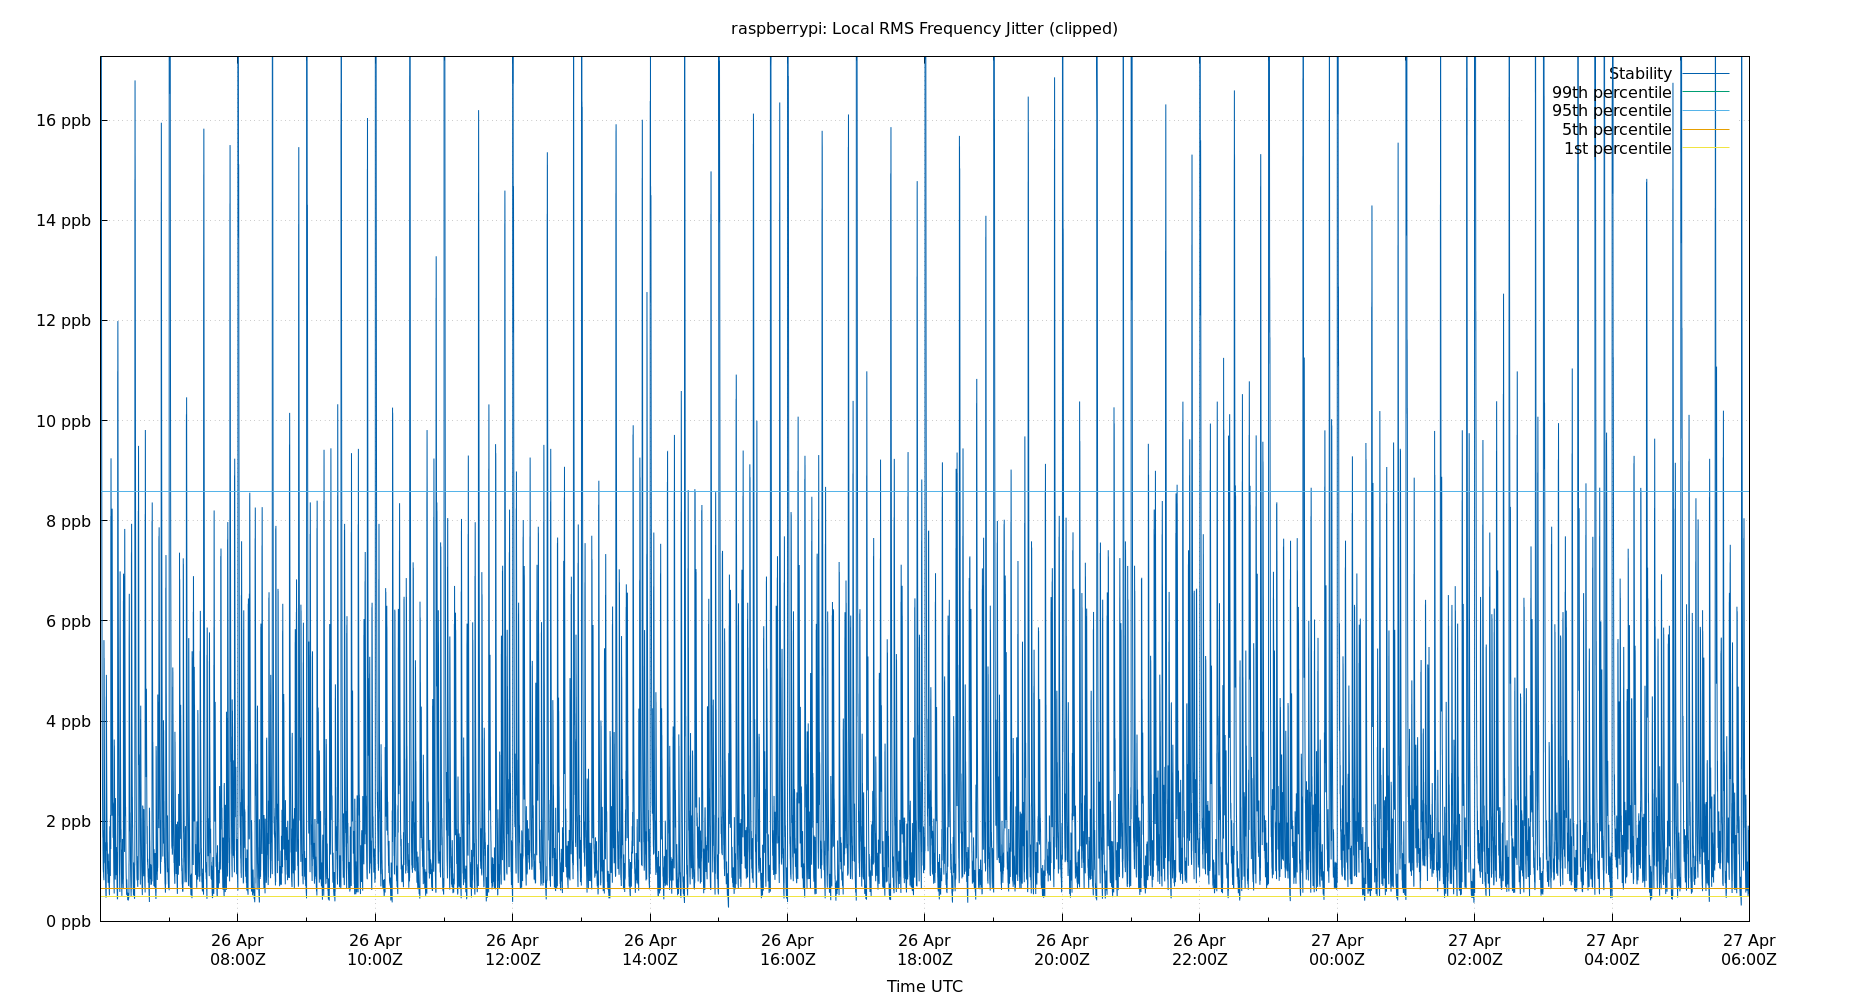 raspberrypi: Local RMS Frequency Jitter (clipped)
Stability
99th percentile
95th percentile
5th percentile
1st percentile
16 ppb
14 ppb
12 ppb
10 ppb
8 ppb
6 ppb
4 ppb
2 ppb
0 ppb
26 Apr 26 Apr 26 Apr 26 Apr 26 Apr 26 Apr 26 Apr 26 Apr 27 Apr 27 Apr 27 Apr 27 Apr
08:00Z 10:00Z 12:00Z 14:00Z 16:00Z 18:00Z 20:00Z 22:00Z 00:00Z 02:00Z 04:00Z 06:00Z
Time UTC